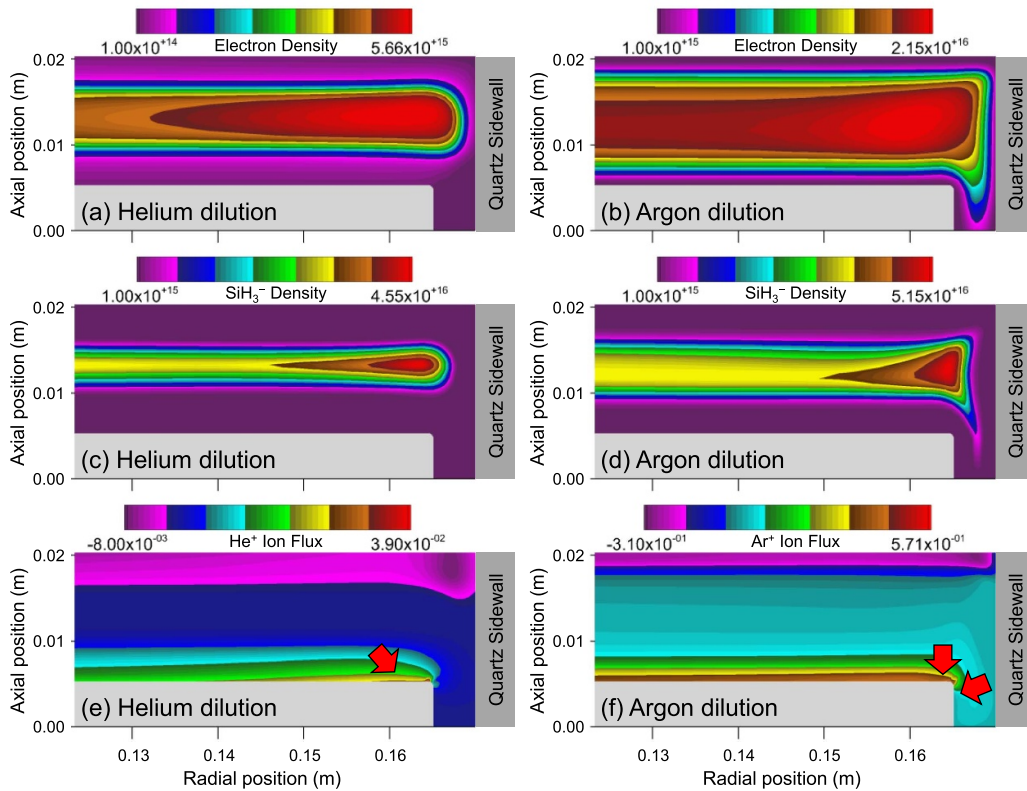 1.00x10⁺¹⁴ Electron Density 5.66x10⁺¹⁵
1.00x10⁺¹⁵ Electron Density 2.15x10⁺¹⁶
Axial position (m)
0.02
0.01
0.00
(a) Helium dilution
Quartz Sidewall
Axial position (m)
0.02
0.01
0.00
(b) Argon dilution
Quartz Sidewall
1.00x10⁺¹⁵ SiH₃⁻ Density 4.55x10⁺¹⁶
1.00x10⁺¹⁵ SiH₃⁻ Density 5.15x10⁺¹⁶
Axial position (m)
0.02
0.01
0.00
(c) Helium dilution
Quartz Sidewall
Axial position (m)
0.02
0.01
0.00
(d) Argon dilution
Quartz Sidewall
-8.00x10⁻⁰³ He⁺ Ion Flux 3.90x10⁻⁰²
-3.10x10⁻⁰¹ Ar⁺ Ion Flux 5.71x10⁻⁰¹
Axial position (m)
0.02
0.01
0.00
(e) Helium dilution
Quartz Sidewall
Axial position (m)
0.02
0.01
0.00
(f) Argon dilution
Quartz Sidewall
0.13 0.14 0.15 0.16
Radial position (m)
0.13 0.14 0.15 0.16
Radial position (m)